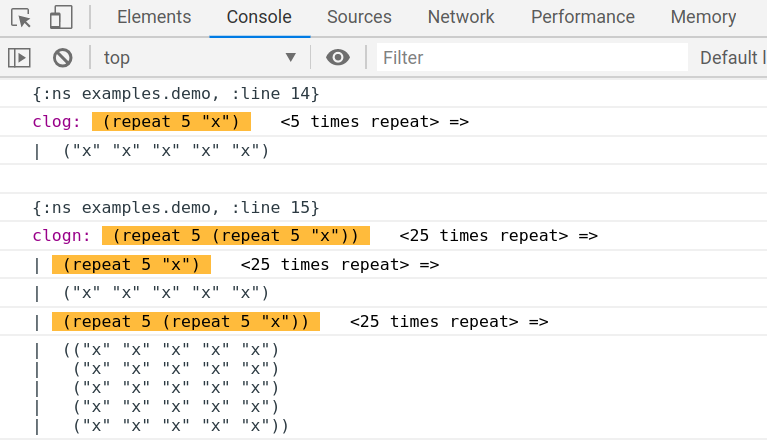 Elements Console Sources Network Performance Memory
top ▼ Filter Default l
{:ns examples.demo, :line 14}
clog: (repeat 5 "x") <5 times repeat> =>
| ("x" "x" "x" "x" "x")
{:ns examples.demo, :line 15}
clogn: (repeat 5 (repeat 5 "x")) <25 times repeat> =>
| (repeat 5 "x") <25 times repeat> =>
| ("x" "x" "x" "x" "x")
| (repeat 5 (repeat 5 "x")) <25 times repeat> =>
| (("x" "x" "x" "x" "x")
| ("x" "x" "x" "x" "x")
| ("x" "x" "x" "x" "x")
| ("x" "x" "x" "x" "x")
| ("x" "x" "x" "x" "x"))